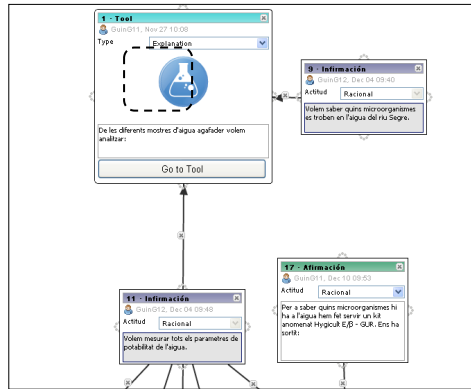 1 - Tool
GuinG11, Nov 27 10:08
Type
Explanation
De les diferents mostres d'aigua agafader volem
analitzar:
Go to Tool
9 - Infirmación
GuinG12, Dec 04 09:40
Actitud
Racional
Volem saber quins microorganismes
es troben en l'aigua del riu Segre.
11 - Infirmación
GuinG12, Dec 04 09:48
Actitud
Racional
Volem mesurar tots els parametres de
potabilitat de l'aigua.
17 - Afirmación
GuinG11, Dec 10 09:53
Actitud
Racional
Per a saber quins microorganismes hi
ha a l'aigua hem fet servir un kit
anomenat Hygicult E/β - GUR. Ens ha
sortit: